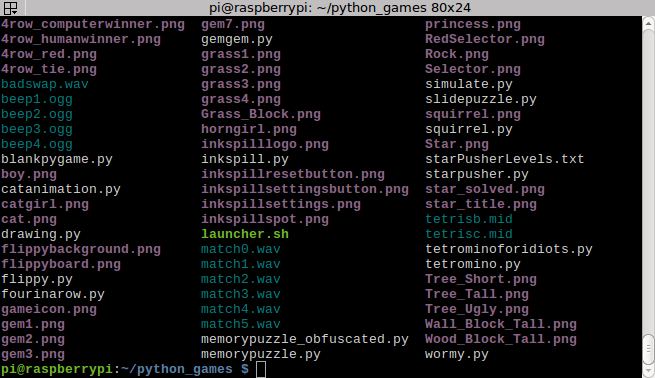 pi@raspberrypi: ~/python_games 80x24
4row_computerwinner.png gem7.png princess.png
4row_humanwinner.png gemgem.py RedSelector.png
4row_red.png grass1.png Rock.png
4row_tie.png grass2.png Selector.png
badswap.wav grass3.png simulate.py
beep1.ogg grass4.png slidepuzzle.py
beep2.ogg Grass_Block.png squirrel.png
beep3.ogg horngirl.png squirrel.py
beep4.ogg inkspilllogo.png Star.png
blankpygame.py inkspill.py starPusherLevels.txt
boy.png inkspillresetbutton.png starpusher.py
catanimation.py inkspillsettingsbutton.png star_solved.png
catgirl.png inkspillsettings.png star_title.png
cat.png inkspillspot.png tetrisb.mid
drawing.py launcher.sh tetrisc.mid
flippybackground.png match0.wav tetrominoforidiots.py
flippyboard.png match1.wav tetromino.py
flippy.py match2.wav Tree_Short.png
fourinarow.py match3.wav Tree_Tall.png
gameicon.png match4.wav Tree_Ugly.png
gem1.png match5.wav Wall_Block_Tall.png
gem2.png memorypuzzle_obfuscated.py Wood_Block_Tall.png
gem3.png memorypuzzle.py wormy.py
pi@raspberrypi:~/python_games $